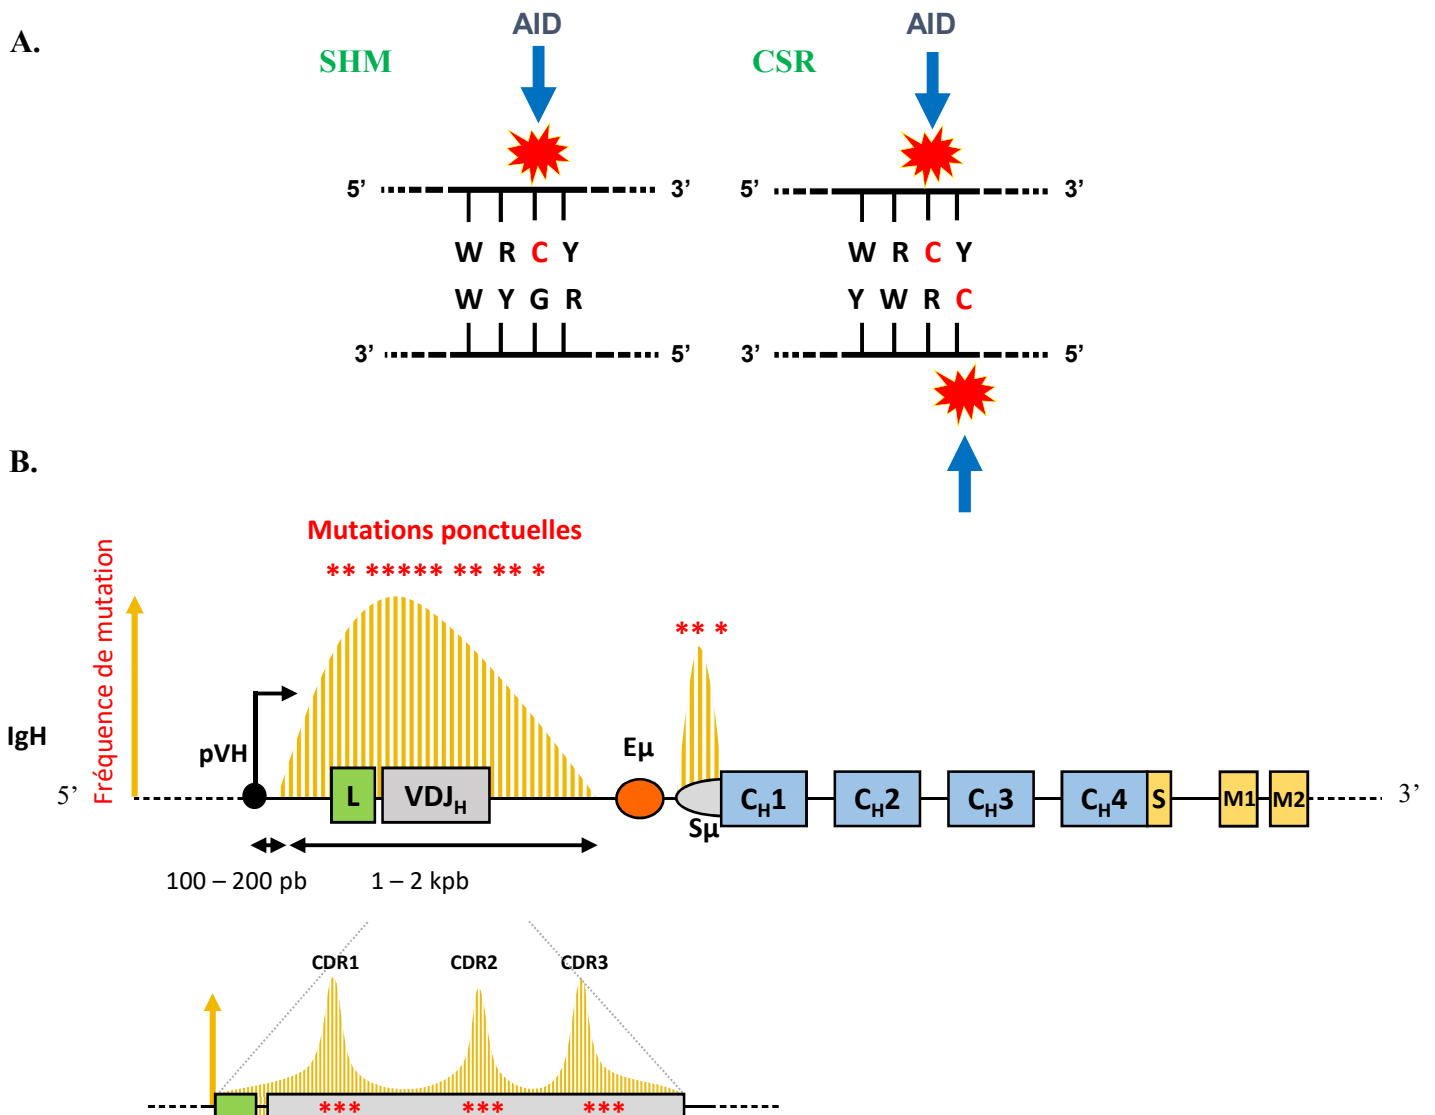 A.
AID
AID
SHM
CSR
5’
3’
5’
3’
W R C Y
W R C Y
W Y G R
Y W R C
3’
5’
3’
5’
B.
Mutations ponctuelles
** ***** ** ** *
** *
Fréquence de mutation
IgH
pVH
Eµ
5’
L
VDJH
Sµ
CH1
CH2
CH3
CH4
S
M1
M2
3’
100 – 200 pb
1 – 2 kpb
CDR1
CDR2
CDR3
***
***
***